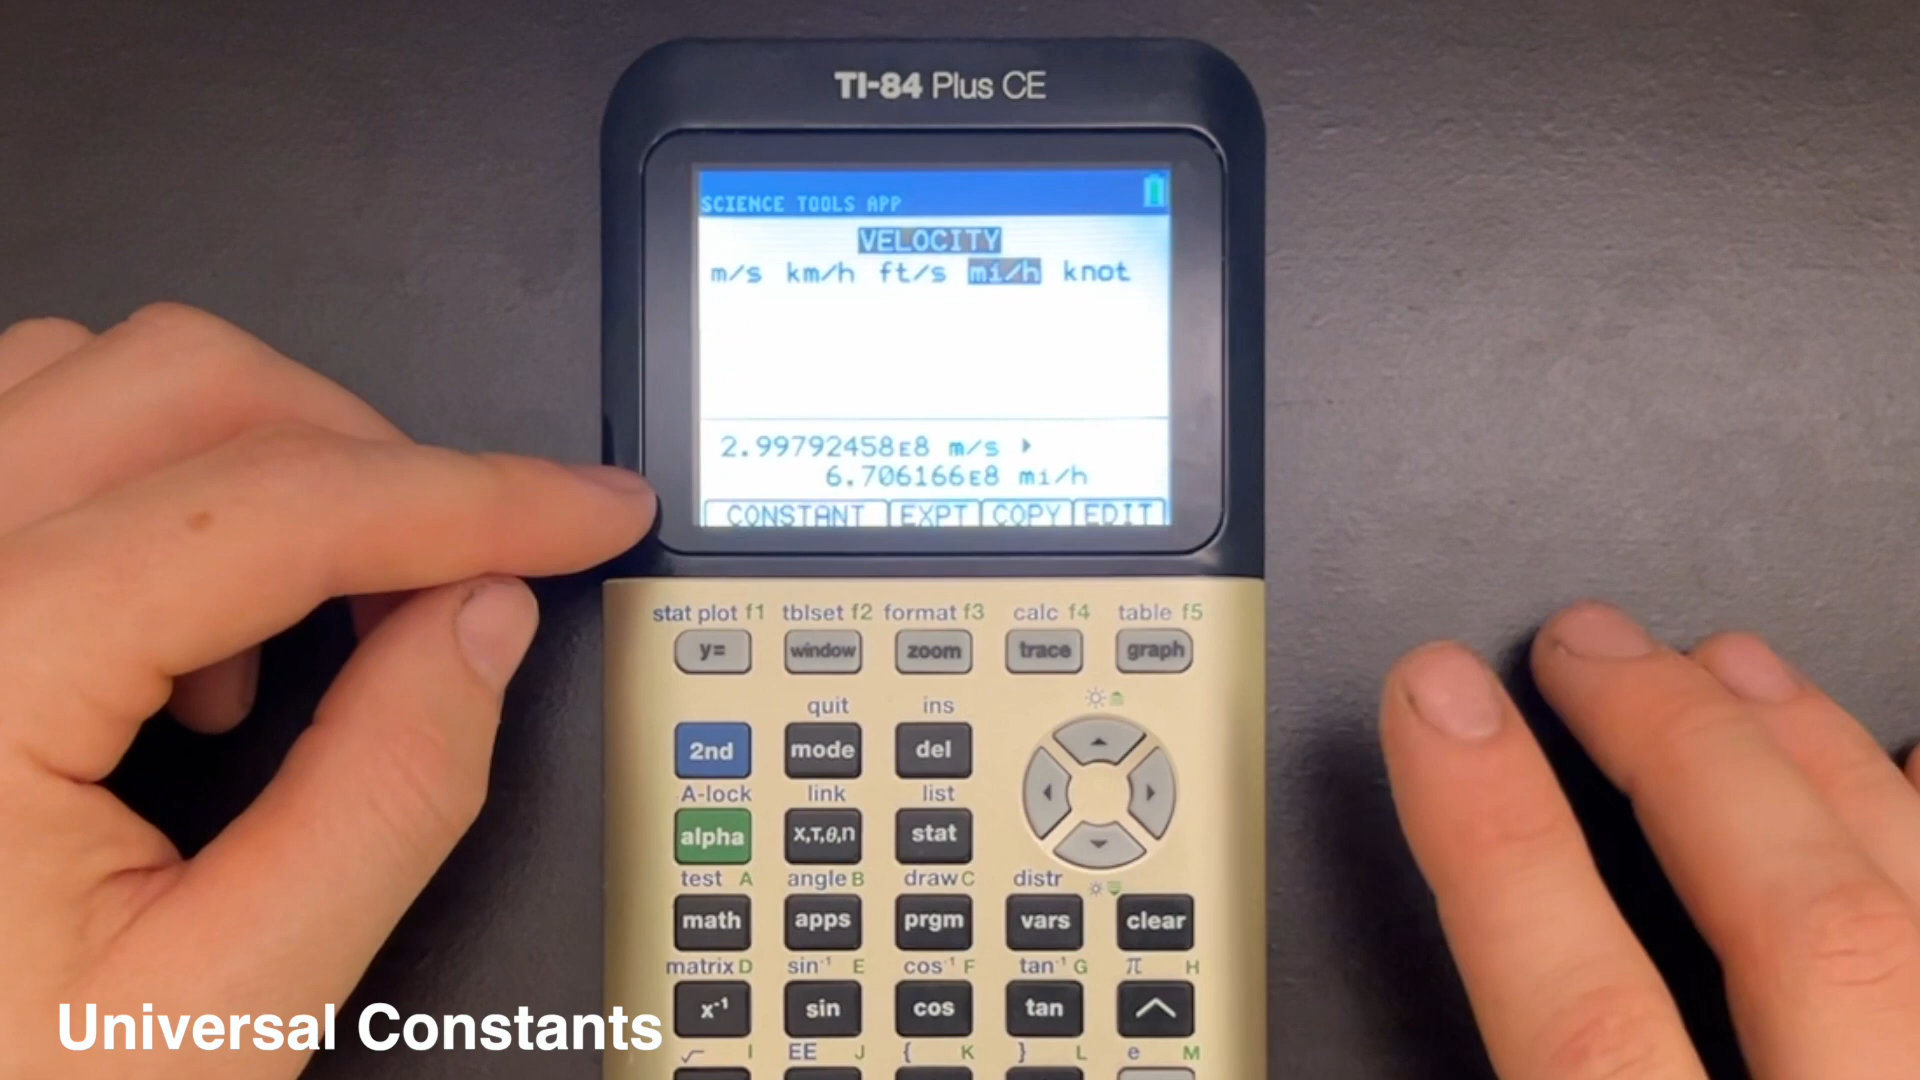 TI-84 Plus CE
SCIENCE TOOLS APP
VELOCITY
m/s km/h ft/s mi/h knot
2.99792458E8 m/s ▸
6.706166E8 mi/h
CONSTANT EXPT COPY EDIT
stat plot f1 tblset f2 format f3 calc f4 table f5
y= window zoom trace graph
quit ins
2nd mode del
A-lock link list
alpha X,T,θ,n stat
test A angle B draw C distr
math apps prgm vars clear
matrix D sin⁻¹ E cos⁻¹ F tan⁻¹ G π H
x⁻¹ sin cos tan ^
√ I EE J { K } L e M
Universal Constants